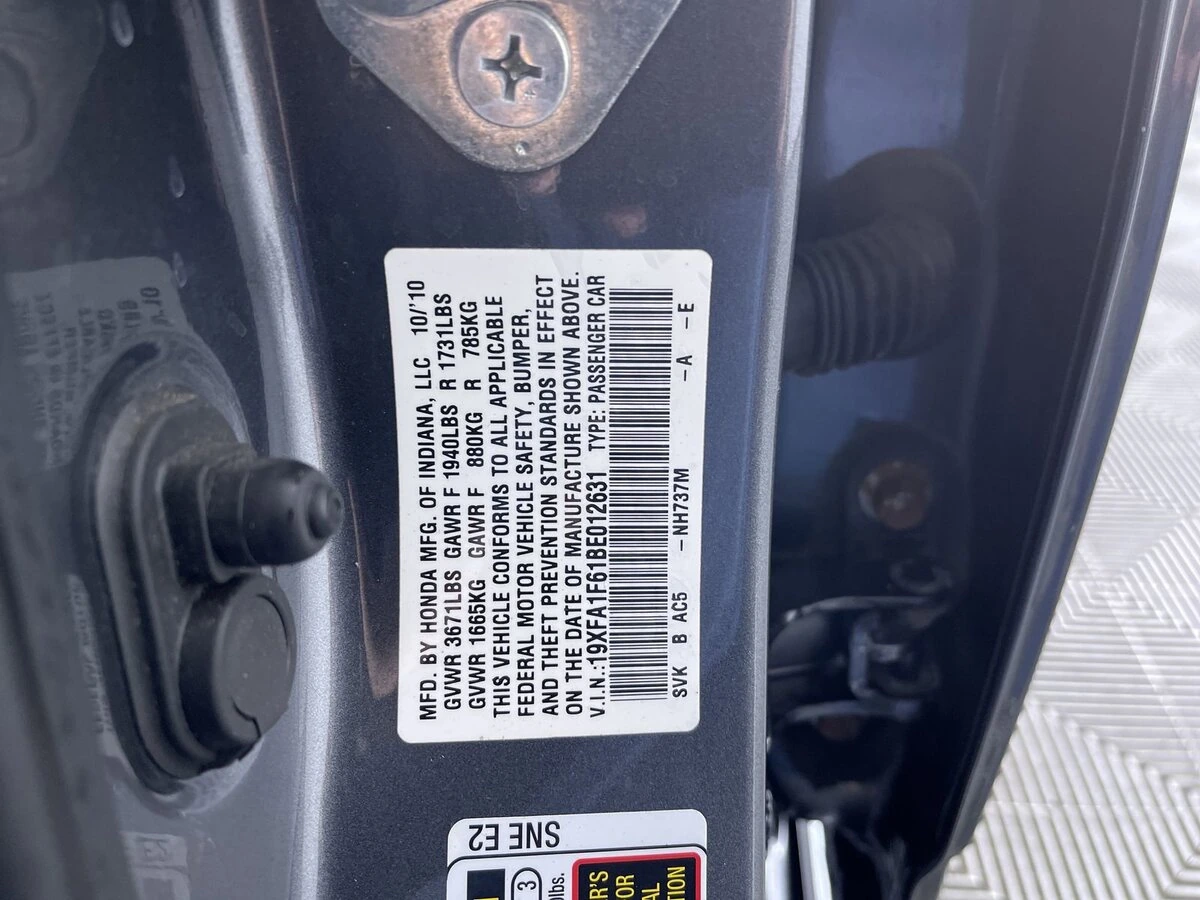 MFD. BY HONDA MFG. OF INDIANA, LLC 10/'10
GVWR 3671LBS GAWR F 1940LBS R 1731LBS
GVWR 1665KG GAWR F 880KG R 785KG
THIS VEHICLE CONFORMS TO ALL APPLICABLE
FEDERAL MOTOR VEHICLE SAFETY, BUMPER,
AND THEFT PREVENTION STANDARDS IN EFFECT
ON THE DATE OF MANUFACTURE SHOWN ABOVE.
V.I.N.:19XFA1F61BE012631 TYPE: PASSENGER CAR
SVK B AC5 -NH737M -A -E
SNE E2
3
lbs.